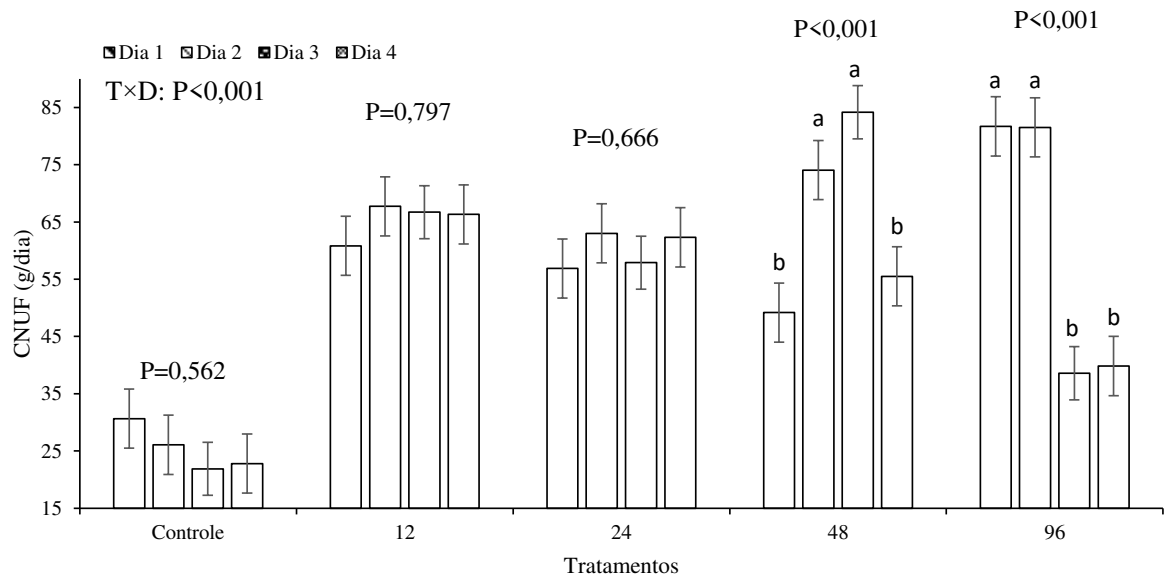 P<0,001
P<0,001
Dia 1 Dia 2 Dia 3 Dia 4
T×D: P<0,001
P=0,797
P=0,666
P=0,562
a
a
b
b
a
a
b
b
CNUF (g/dia)
85
75
65
55
45
35
25
15
Controle 12 24 48 96
Tratamentos